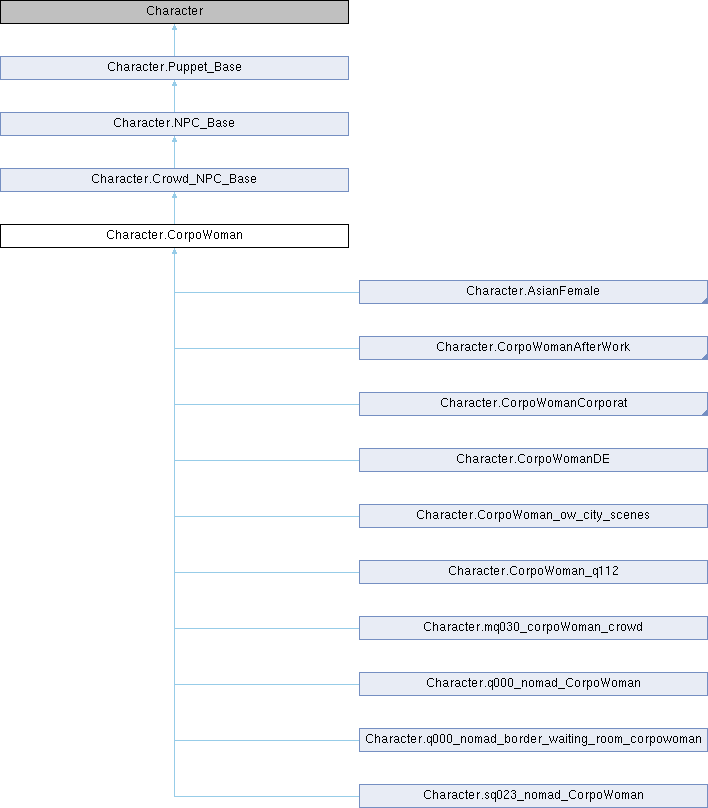 Character
Character.Puppet_Base
Character.NPC_Base
Character.Crowd_NPC_Base
Character.CorpoWoman
Character.AsianFemale
Character.CorpoWomanAfterWork
Character.CorpoWomanCorporat
Character.CorpoWomanDE
Character.CorpoWoman_ow_city_scenes
Character.CorpoWoman_q112
Character.mq030_corpoWoman_crowd
Character.q000_nomad_CorpoWoman
Character.q000_nomad_border_waiting_room_corpowoman
Character.sq023_nomad_CorpoWoman